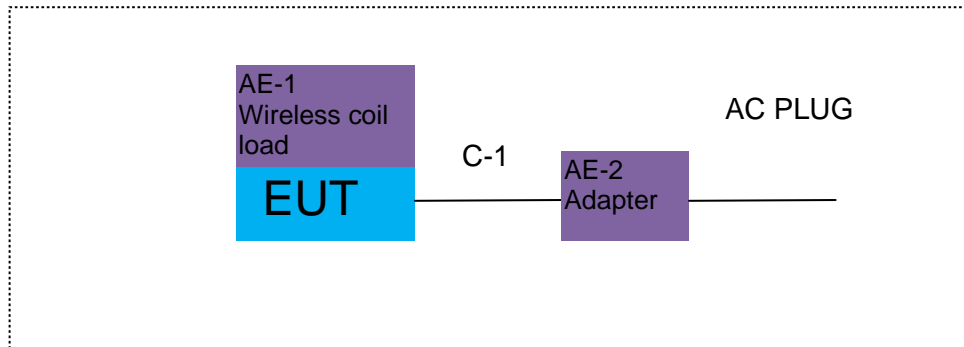 AE-1
Wireless coil
load
EUT
C-1
AE-2
Adapter
AC PLUG